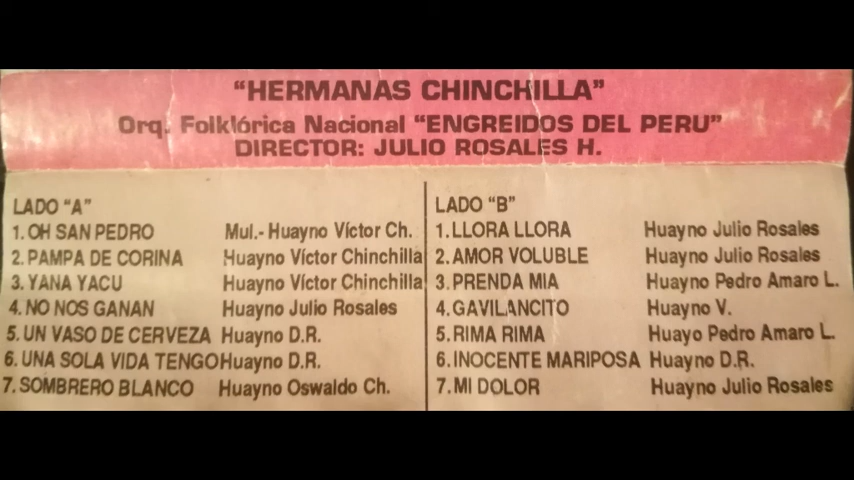 "HERMANAS CHINCHILLA"
Orq. Folklórica Nacional "ENGREIDOS DEL PERU"
DIRECTOR: JULIO ROSALES H.
LADO "A"
1. OH SAN PEDRO Mul.- Huayno Víctor Ch.
2. PAMPA DE CORINA Huayno Víctor Chinchilla
3. YANA YACU Huayno Víctor Chinchilla
4. NO NOS GANAN Huayno Julio Rosales
5. UN VASO DE CERVEZA Huayno D.R.
6. UNA SOLA VIDA TENGO Huayno D.R.
7. SOMBRERO BLANCO Huayno Oswaldo Ch.
LADO "B"
1. LLORA LLORA Huayno Julio Rosales
2. AMOR VOLUBLE Huayno Julio Rosales
3. PRENDA MIA Huayno Pedro Amaro L.
4. GAVILANCITO Huayno V.
5. RIMA RIMA Huayo Pedro Amaro L.
6. INOCENTE MARIPOSA Huayno D.R.
7. MI DOLOR Huayno Julio Rosales